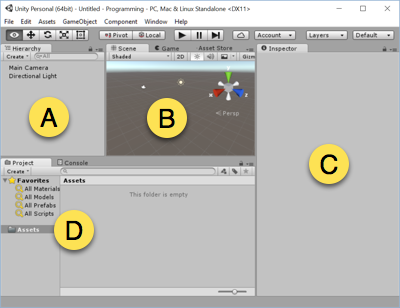 Unity Personal (64bit) - Untitled - Programming - PC, Mac & Linux Standalone <DX11>
File Edit Assets GameObject Component Window Help
Pivot Local Account Layers Default
Hierarchy Scene Game Asset Store Inspector
Create All Shaded 2D Gizm
Main Camera
Directional Light
y
x z
Persp
A
B
C
Project Console
Create
Favorites Assets
All Materials This folder is empty
All Models
All Prefabs
All Scripts
Assets
D